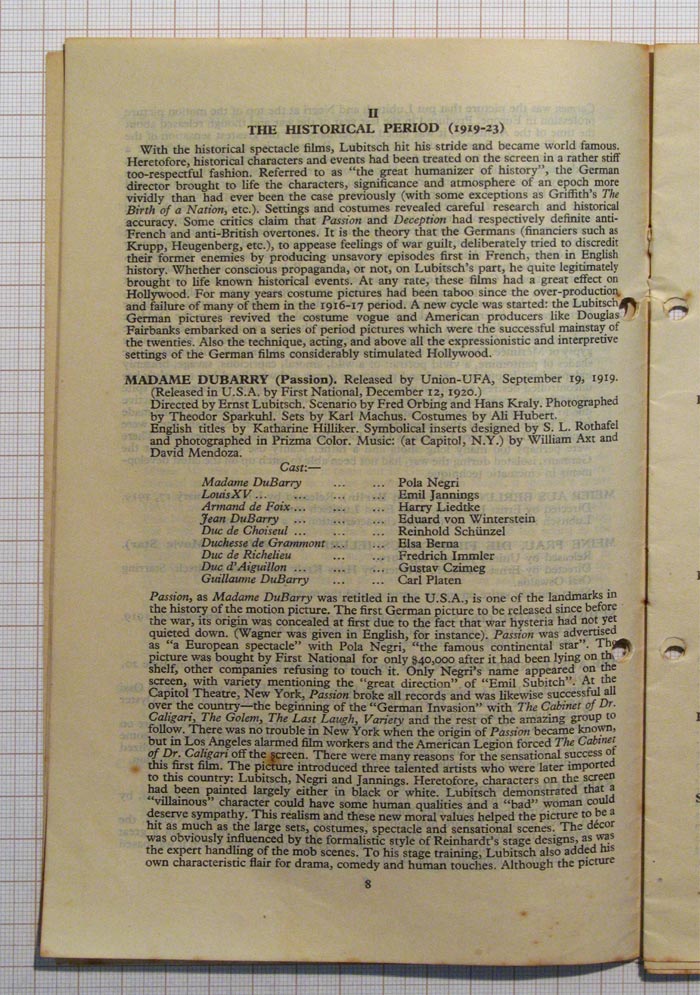 II
THE HISTORICAL PERIOD (1919-23)
With the historical spectacle films, Lubitsch hit his stride and became world famous.
Heretofore, historical characters and events had been treated on the screen in a rather stiff
too-respectful fashion. Referred to as “the great humanizer of history”, the German
director brought to life the characters, significance and atmosphere of an epoch more
vividly than had ever been the case previously (with some exceptions as Griffith's The
Birth of a Nation, etc.). Settings and costumes revealed careful research and historical
accuracy. Some critics claim that Passion and Deception had respectively definite anti-
French and anti-British overtones. It is the theory that the Germans (financiers such as
Krupp, Heugenberg, etc.), to appease feelings of war guilt, deliberately tried to discredit
their former enemies by producing unsavory episodes first in French, then in English
history. Whether conscious propaganda, or not, on Lubitsch's part, he quite legitimately
brought to life known historical events. At any rate, these films had a great effect on
Hollywood. For many years costume pictures had been taboo since the over-production
and failure of many of them in the 1916-17 period. A new cycle was started: the Lubitsch
German pictures revived the costume vogue and American producers like Douglas
Fairbanks embarked on a series of period pictures which were the successful mainstay of
the twenties. Also the technique, acting, and above all the expressionistic and interpretive
settings of the German films considerably stimulated Hollywood.
MADAME DUBARRY (Passion). Released by Union-UFA, September 19, 1919.
(Released in U.S.A. by First National, December 12, 1920.)
Directed by Ernst Lubitsch. Scenario by Fred Orbing and Hans Kraly. Photographed
by Theodor Sparkuhl. Sets by Karl Machus. Costumes by Ali Hubert.
English titles by Katharine Hilliker. Symbolical inserts designed by S. L. Rothafel
and photographed in Prizma Color. Music: (at Capitol, N.Y.) by William Axt and
David Mendoza.
Cast:—
Madame DuBarry ... ... Pola Negri
Louis XV ... ... ... Emil Jannings
Armand de Foix ... ... Harry Liedtke
Jean DuBarry ... ... Eduard von Winterstein
Duc de Choiseul ... ... Reinhold Schünzel
Duchesse de Grammont ... ... Elsa Berna
Duc de Richelieu ... ... Fredrich Immler
Duc d'Aiguillon ... ... Gustav Czimeg
Guillaume DuBarry ... ... Carl Platen
Passion, as Madame DuBarry was retitled in the U.S.A., is one of the landmarks in
the history of the motion picture. The first German picture to be released since before
the war, its origin was concealed at first due to the fact that war hysteria had not yet
quieted down. (Wagner was given in English, for instance). Passion was advertised
as “a European spectacle” with Pola Negri, “the famous continental star”. The
picture was bought by First National for only $40,000 after it had been lying on the
shelf, other companies refusing to touch it. Only Negri's name appeared on the
screen, with variety mentioning the “great direction” of “Emil Subitch”. At the
Capitol Theatre, New York, Passion broke all records and was likewise successful all
over the country—the beginning of the “German Invasion” with The Cabinet of Dr.
Caligari, The Golem, The Last Laugh, Variety and the rest of the amazing group to
follow. There was no trouble in New York when the origin of Passion became known,
but in Los Angeles alarmed film workers and the American Legion forced The Cabinet
of Dr. Caligari off the screen. There were many reasons for the sensational success of
this first film. The picture introduced three talented artists who were later imported
to this country: Lubitsch, Negri and Jannings. Heretofore, characters on the screen
had been painted largely either in black or white. Lubitsch demonstrated that a
“villainous” character could have some human qualities and a “bad” woman could
deserve sympathy. This realism and these new moral values helped the picture to be a
hit as much as the large sets, costumes, spectacle and sensational scenes. The décor
was obviously influenced by the formalistic style of Reinhardt's stage designs, as was
the expert handling of the mob scenes. To his stage training, Lubitsch also added his
own characteristic flair for drama, comedy and human touches. Although the picture
8